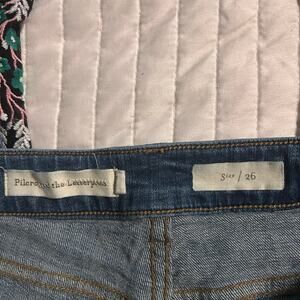 Pilcro and the Letterpress
Size / 26